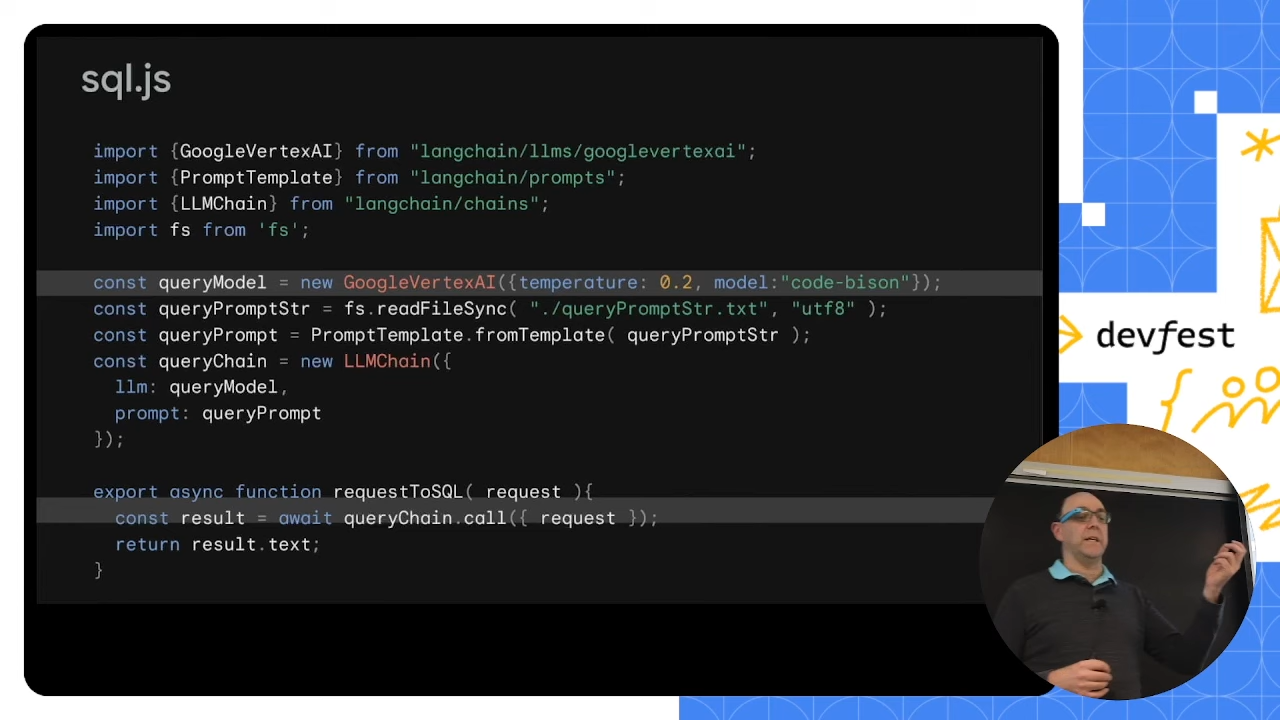 sql.js
import {GoogleVertexAI} from "langchain/llms/googlevertexai";
import {PromptTemplate} from "langchain/prompts";
import {LLMChain} from "langchain/chains";
import fs from 'fs';
const queryModel = new GoogleVertexAI({temperature: 0.2, model:"code-bison"});
const queryPromptStr = fs.readFileSync( "./queryPromptStr.txt", "utf8" );
const queryPrompt = PromptTemplate.fromTemplate( queryPromptStr );
const queryChain = new LLMChain({
  llm: queryModel,
  prompt: queryPrompt
});
export async function requestToSQL( request ){
  const result = await queryChain.call({ request });
  return result.text;
}
devfest